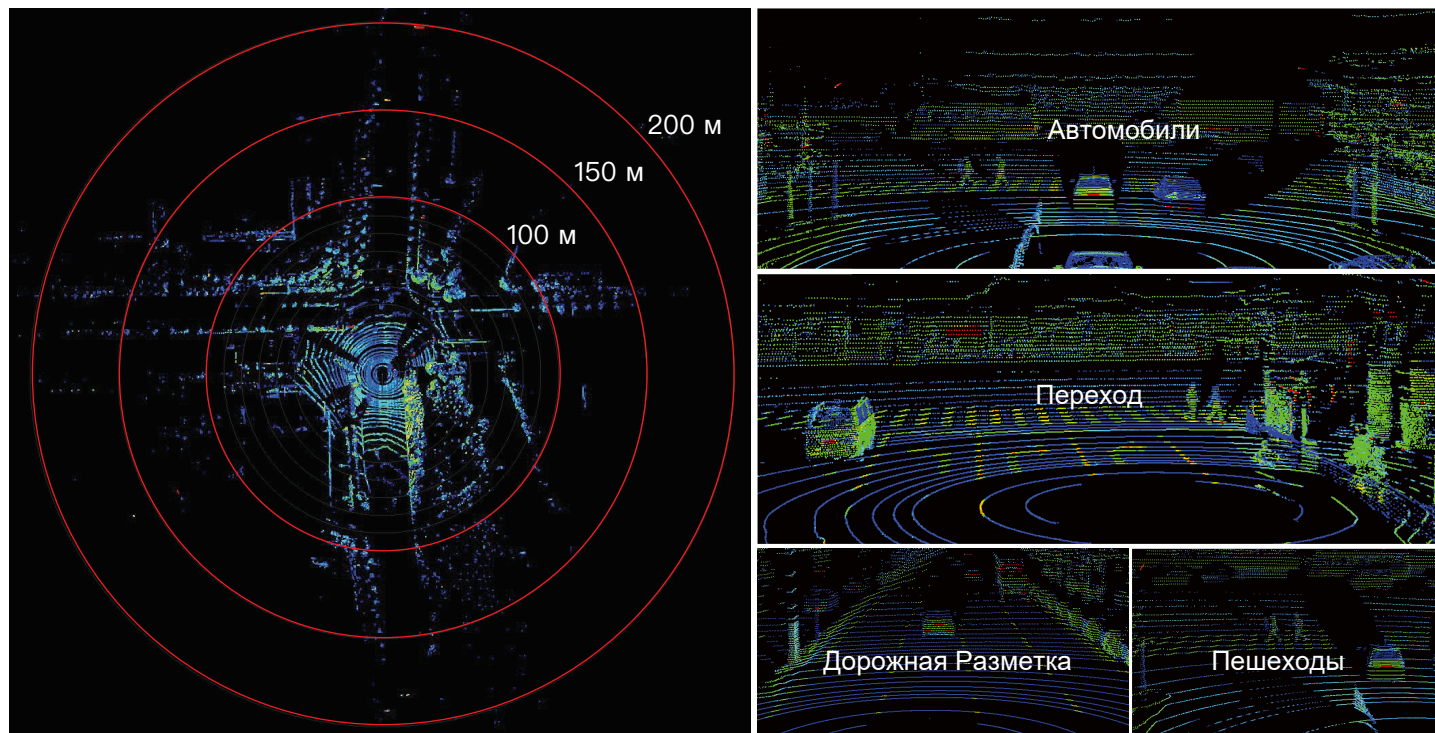 200 м
150 м
100 м
Автомобили
Переход
Дорожная Разметка
Пешеходы